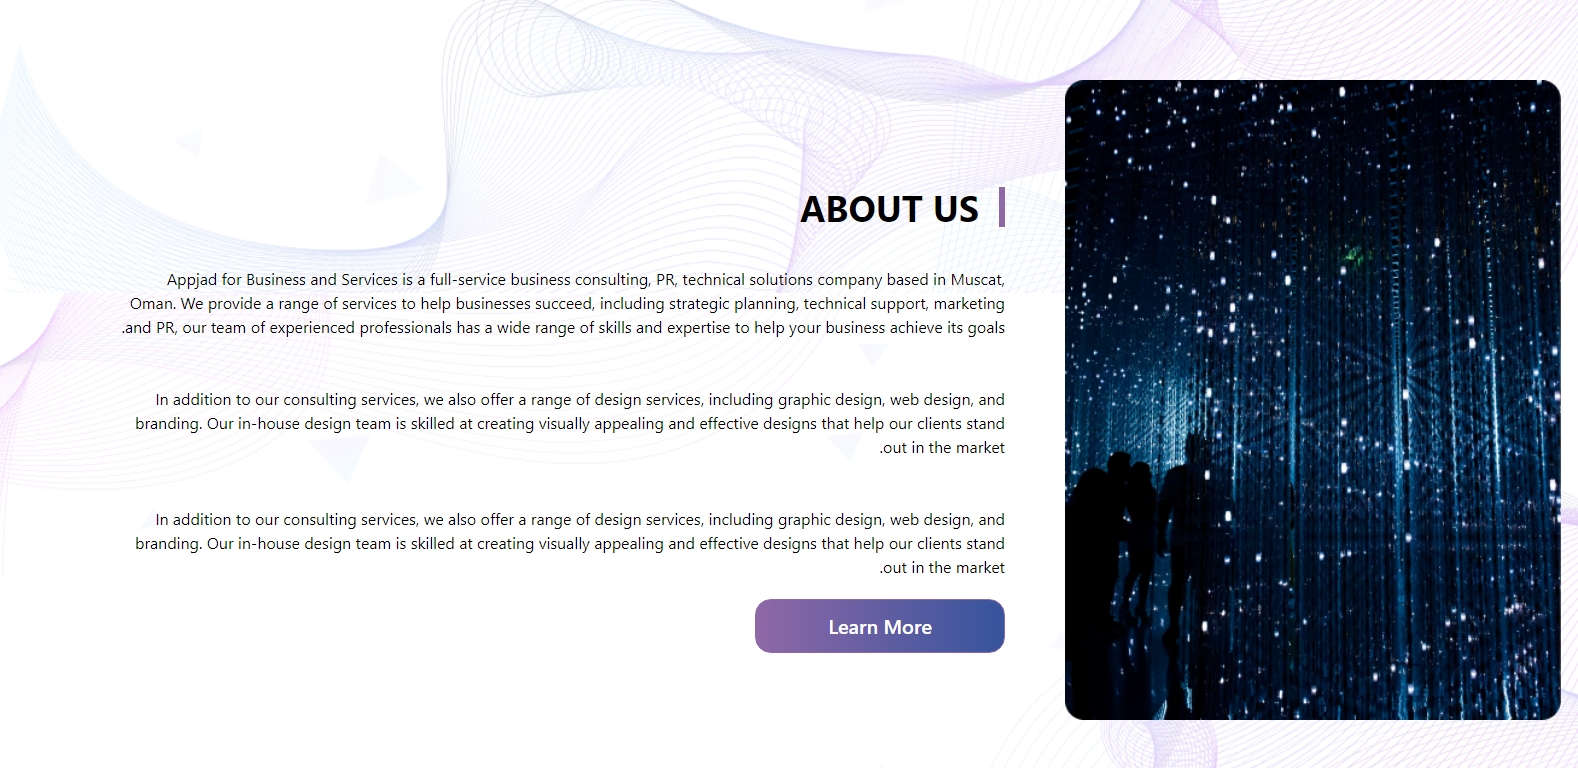 ABOUT US
Appjad for Business and Services is a full-service business consulting, PR, technical solutions company based in Muscat,
Oman. We provide a range of services to help businesses succeed, including strategic planning, technical support, marketing
.and PR, our team of experienced professionals has a wide range of skills and expertise to help your business achieve its goals
In addition to our consulting services, we also offer a range of design services, including graphic design, web design, and
branding. Our in-house design team is skilled at creating visually appealing and effective designs that help our clients stand
.out in the market
In addition to our consulting services, we also offer a range of design services, including graphic design, web design, and
branding. Our in-house design team is skilled at creating visually appealing and effective designs that help our clients stand
.out in the market
Learn More